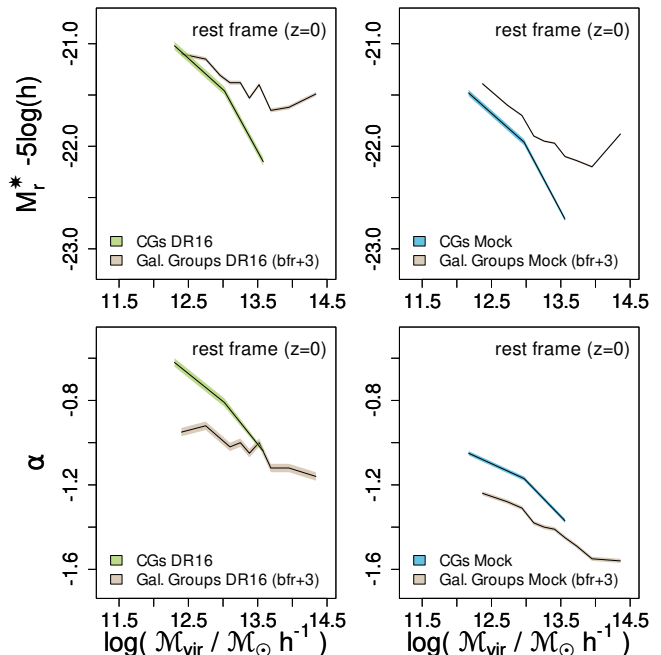 rest frame (z=0)
-21.0
-22.0
-23.0
M*r -5log(h)
CGs DR16
Gal. Groups DR16 (bfr+3)
11.5 12.5 13.5 14.5
rest frame (z=0)
-21.0
-22.0
-23.0
CGs Mock
Gal. Groups Mock (bfr+3)
11.5 12.5 13.5 14.5
rest frame (z=0)
-0.8
-1.2
-1.6
α
CGs DR16
Gal. Groups DR16 (bfr+3)
11.5 12.5 13.5 14.5
log( ℳvir / ℳ⊙ h-1 )
rest frame (z=0)
-0.8
-1.2
-1.6
CGs Mock
Gal. Groups Mock (bfr+3)
11.5 12.5 13.5 14.5
log( ℳvir / ℳ⊙ h-1 )